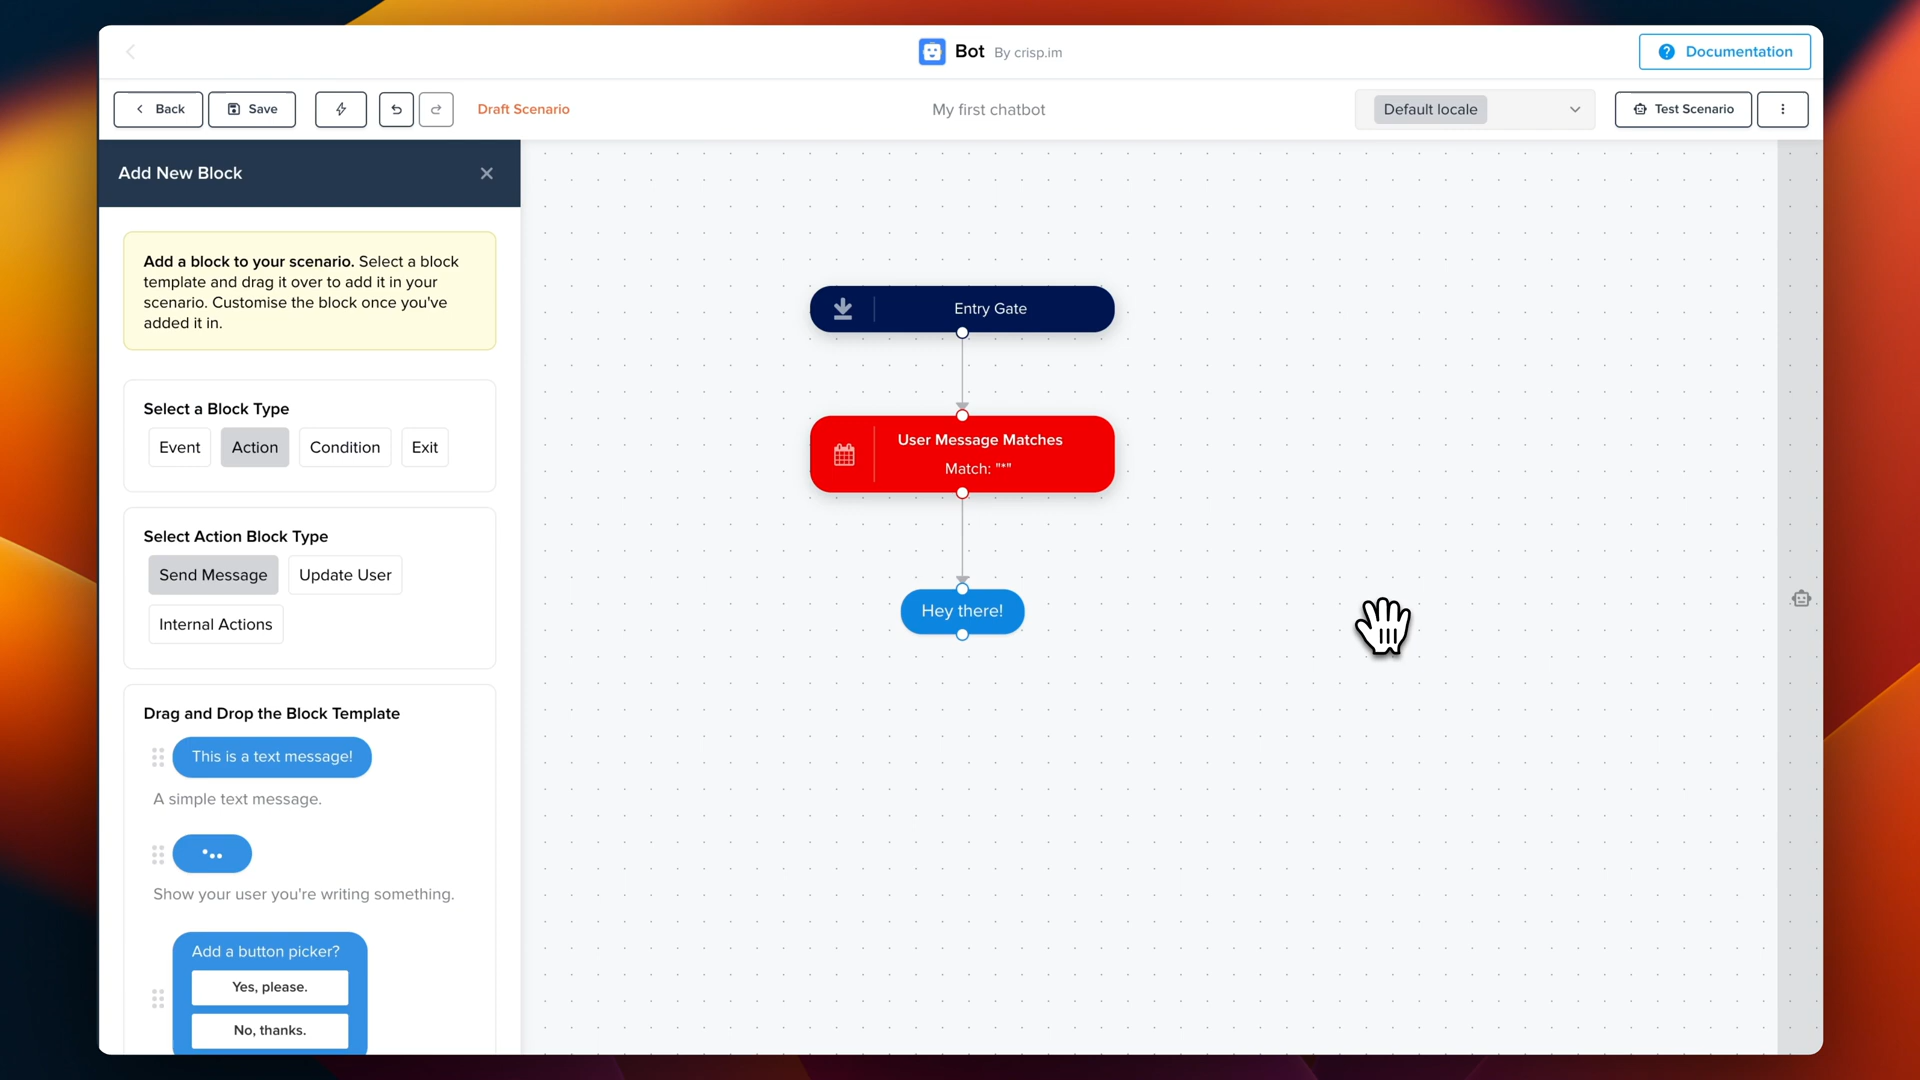 Bot By crisp.im
Documentation
Back
Save
Draft Scenario
My first chatbot
Default locale
Test Scenario
Add New Block
Add a block to your scenario. Select a block
template and drag it over to add it in your
scenario. Customise the block once you've
added it in.
Select a Block Type
Event
Action
Condition
Exit
Select Action Block Type
Send Message
Update User
Internal Actions
Drag and Drop the Block Template
This is a text message!
A simple text message.
Show your user you're writing something.
Add a button picker?
Yes, please.
No, thanks.
Entry Gate
User Message Matches
Match: "*"
Hey there!